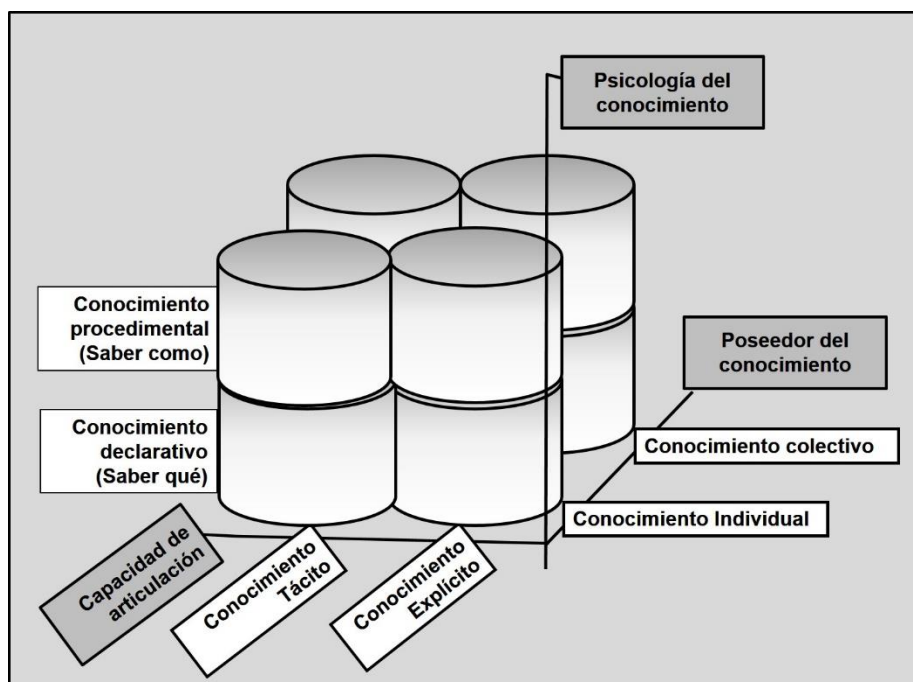 Psicología del
conocimiento
Conocimiento
procedimental
(Saber como)
Poseedor del
conocimiento
Conocimiento
declarativo
(Saber qué)
Conocimiento colectivo
Conocimiento Individual
Capacidad de
articulación
Conocimiento
Tácito
Conocimiento
Explícito